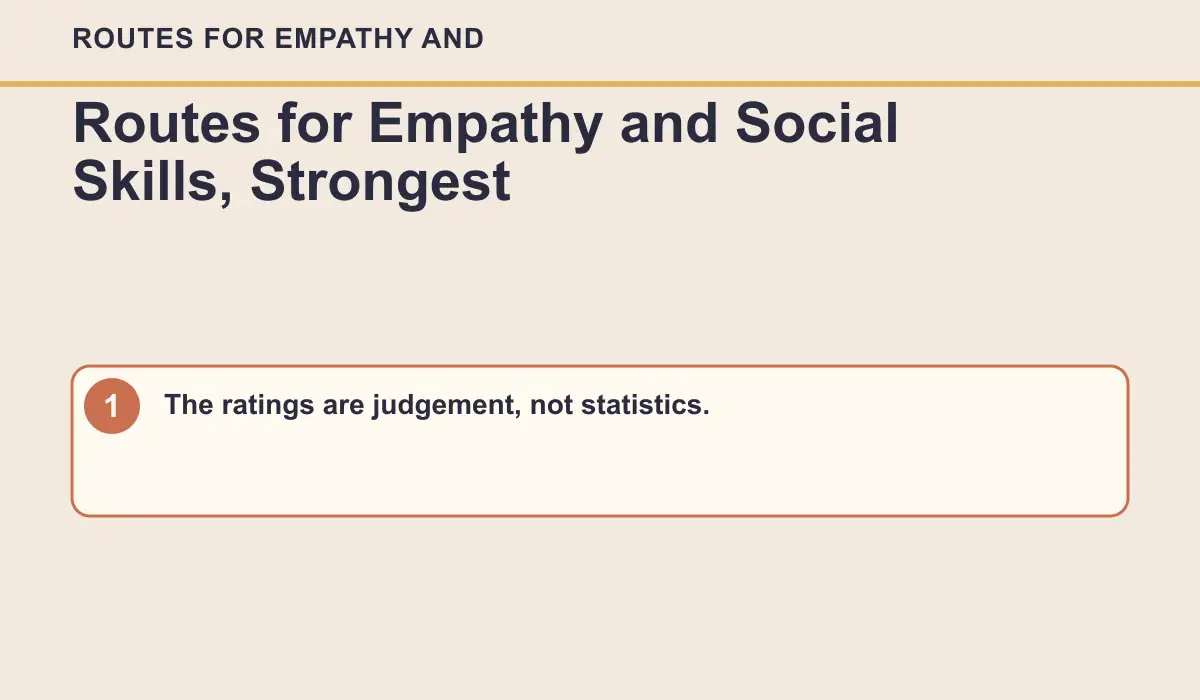 ROUTES FOR EMPATHY AND
Routes for Empathy and Social
Skills, Strongest
1
The ratings are judgement, not statistics.